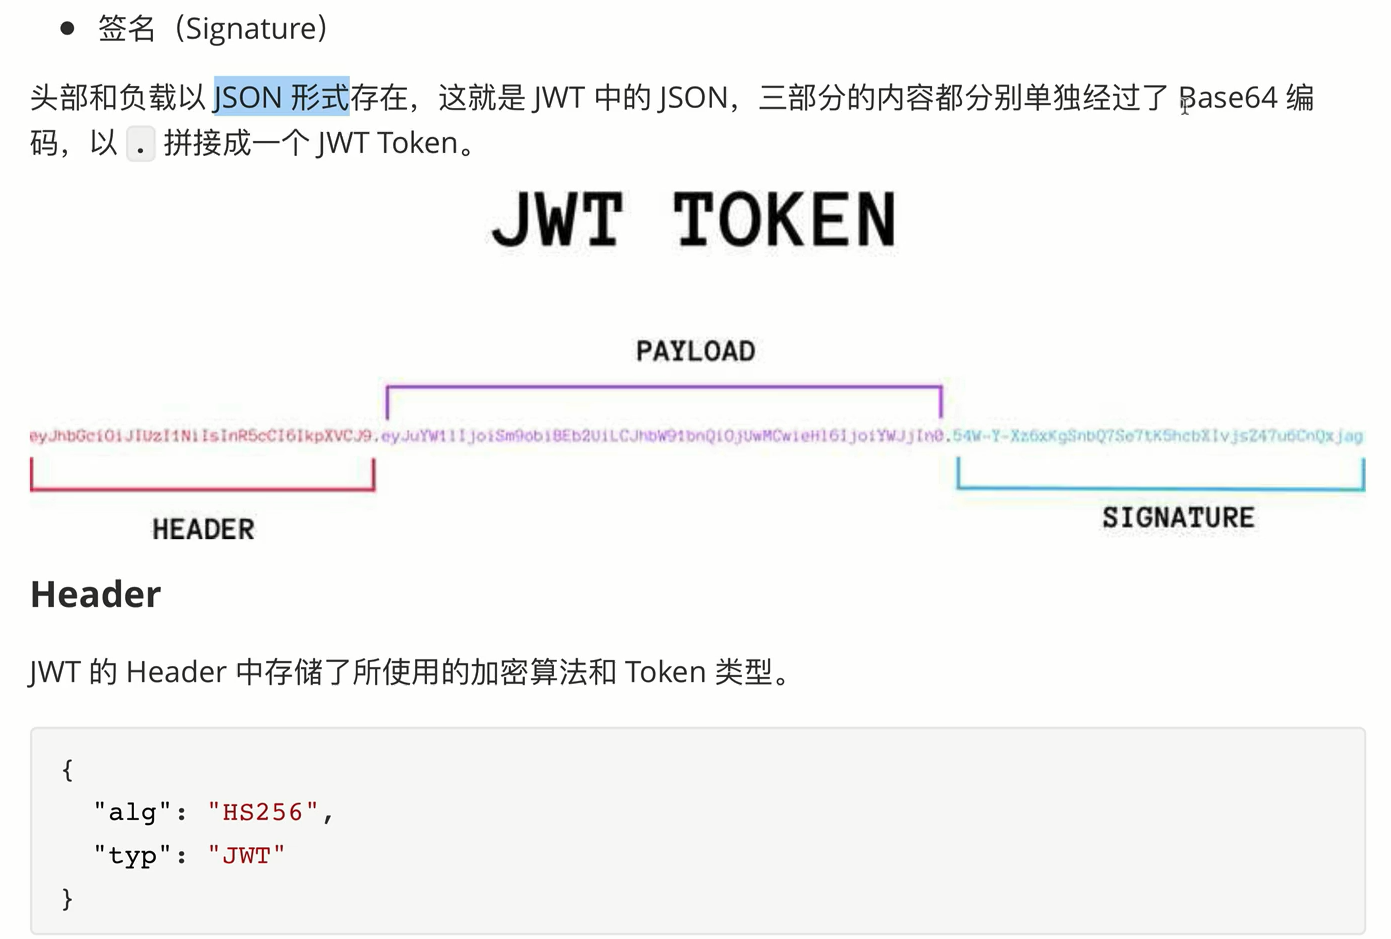 签名（Signature）
头部和负载以 JSON 形式存在，这就是 JWT 中的 JSON，三部分的内容都分别单独经过了 Base64 编
码，以 . 拼接成一个 JWT Token。
JWT TOKEN
PAYLOAD
eyJhbGciOiJIUzI1NiIsInR5cCI6IkpXVCJ9.eyJuYW1lIjoiSm9obiBEb2UiLCJhbW91bnQiOjUwMCwieHl6IjoiYWJjIn0.54W-Y-Xz6xKgSnbQ7Se7tK5hcbXIvjsZ47u6CnQxjag
HEADER
SIGNATURE
Header
JWT 的 Header 中存储了所使用的加密算法和 Token 类型。
{
"alg": "HS256",
"typ": "JWT"
}